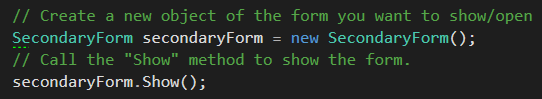 // Create a new object of the form you want to show/open
SecondaryForm secondaryForm = new SecondaryForm();
// Call the "Show" method to show the form.
secondaryForm.Show();